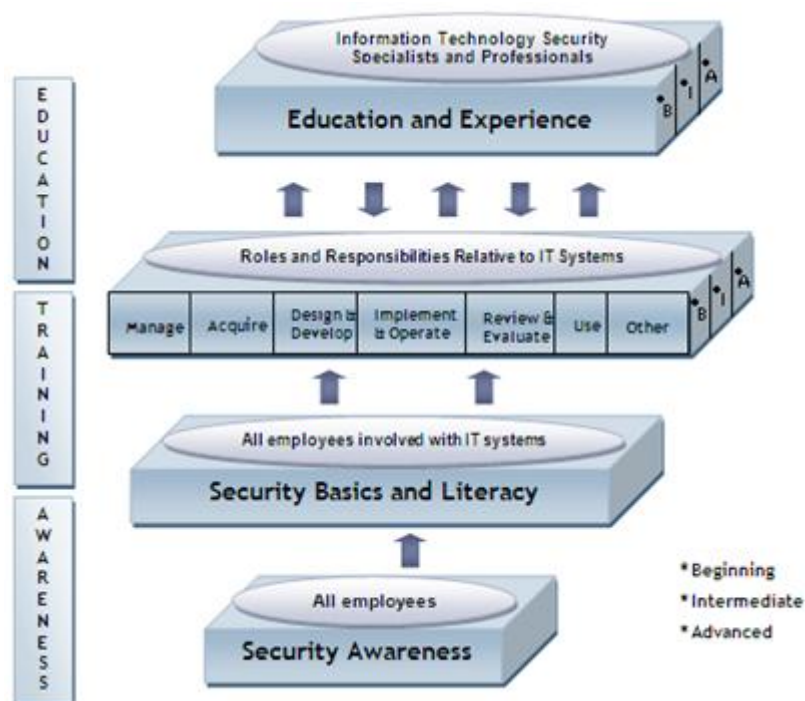 Information Technology Security
Specialists and Professionals
Education and Experience
*B
*I
*A
EDUCATION
Roles and Responsibilities Relative to IT Systems
Manage
Acquire
Design &
Develop
Implement
& Operate
Review &
Evaluate
Use
Other
*B
*I
*A
TRAINING
All employees involved with IT systems
Security Basics and Literacy
AWARENESS
All employees
Security Awareness
*Beginning
*Intermediate
*Advanced